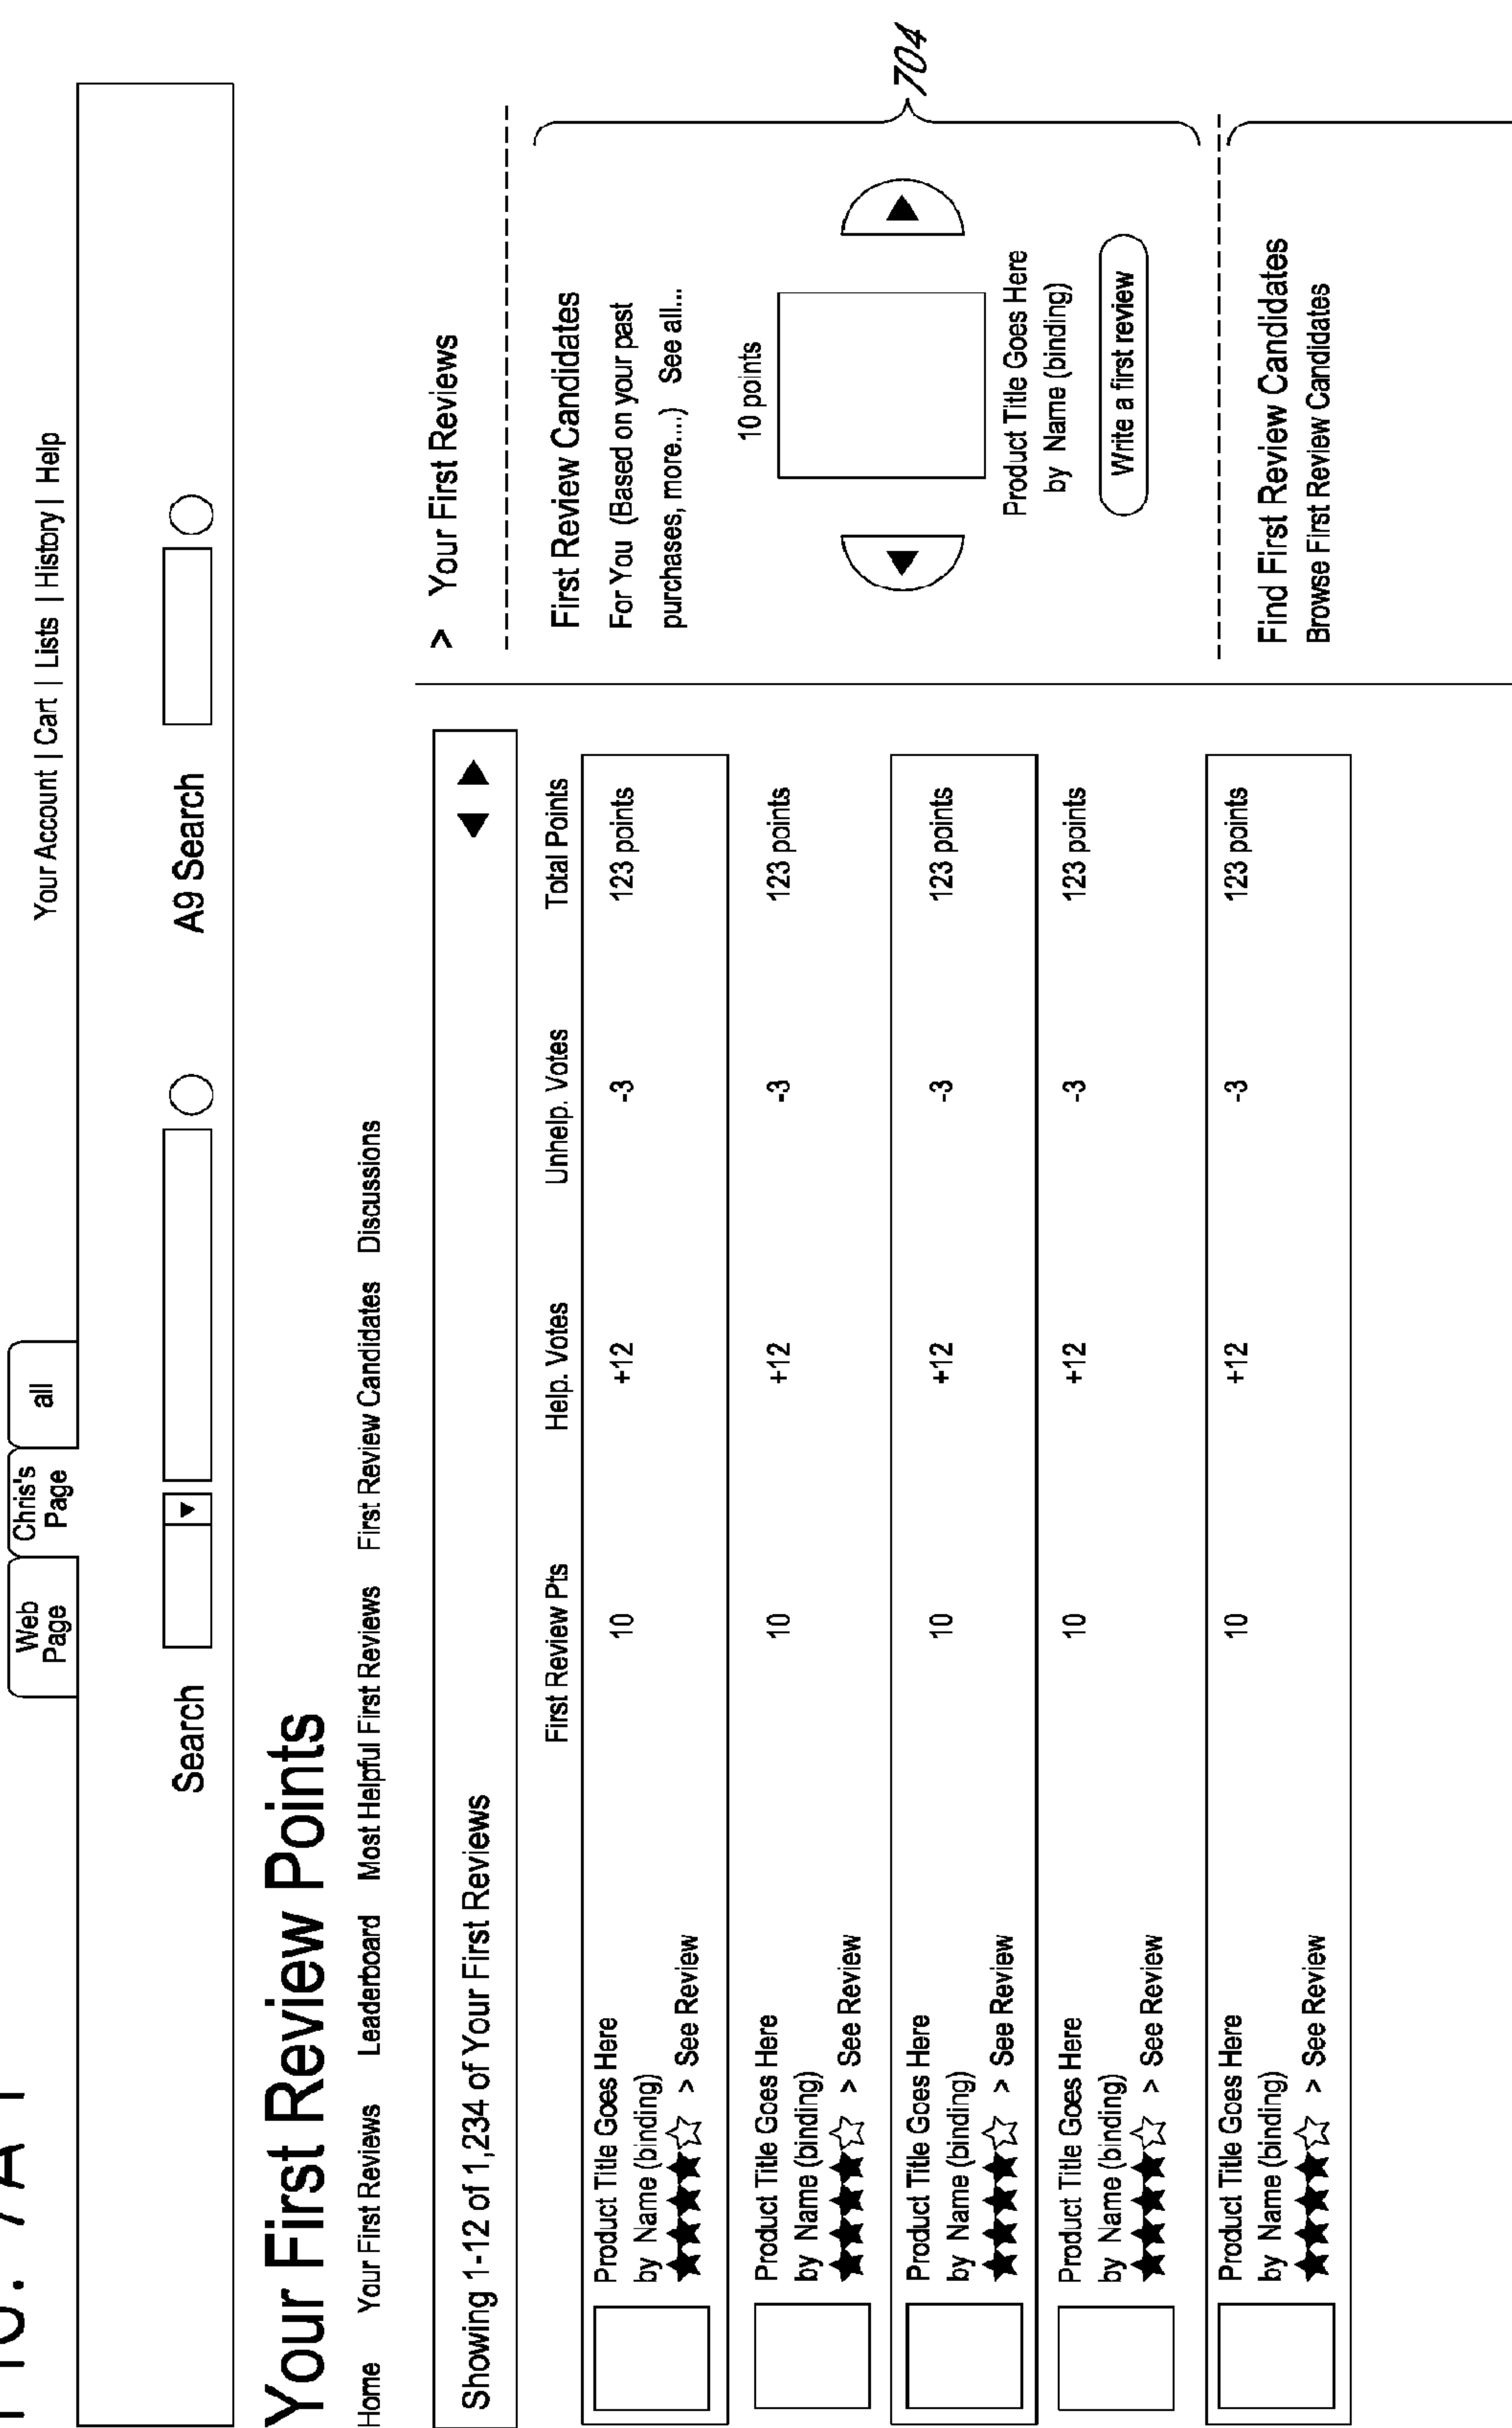 FIG. 7A-1
Web Page
Chris's Page
all
Your Account | Cart | Lists | History | Help
Search
A9 Search
Your First Review Points
Home Your First Reviews Leaderboard Most Helpful First Reviews First Review Candidates Discussions
Showing 1-12 of 1,234 of Your First Reviews
First Review Pts Help. Votes Unhelp. Votes Total Points
Product Title Goes Here
by Name (binding)
> See Review
10 +12 -3 123 points
Product Title Goes Here
by Name (binding)
> See Review
10 +12 -3 123 points
Product Title Goes Here
by Name (binding)
> See Review
10 +12 -3 123 points
Product Title Goes Here
by Name (binding)
> See Review
10 +12 -3 123 points
Product Title Goes Here
by Name (binding)
> See Review
10 +12 -3 123 points
> Your First Reviews
First Review Candidates
For You (Based on your past
purchases, more....) See all...
10 points
Product Title Goes Here
by Name (binding)
Write a first review
704
Find First Review Candidates
Browse First Review Candidates